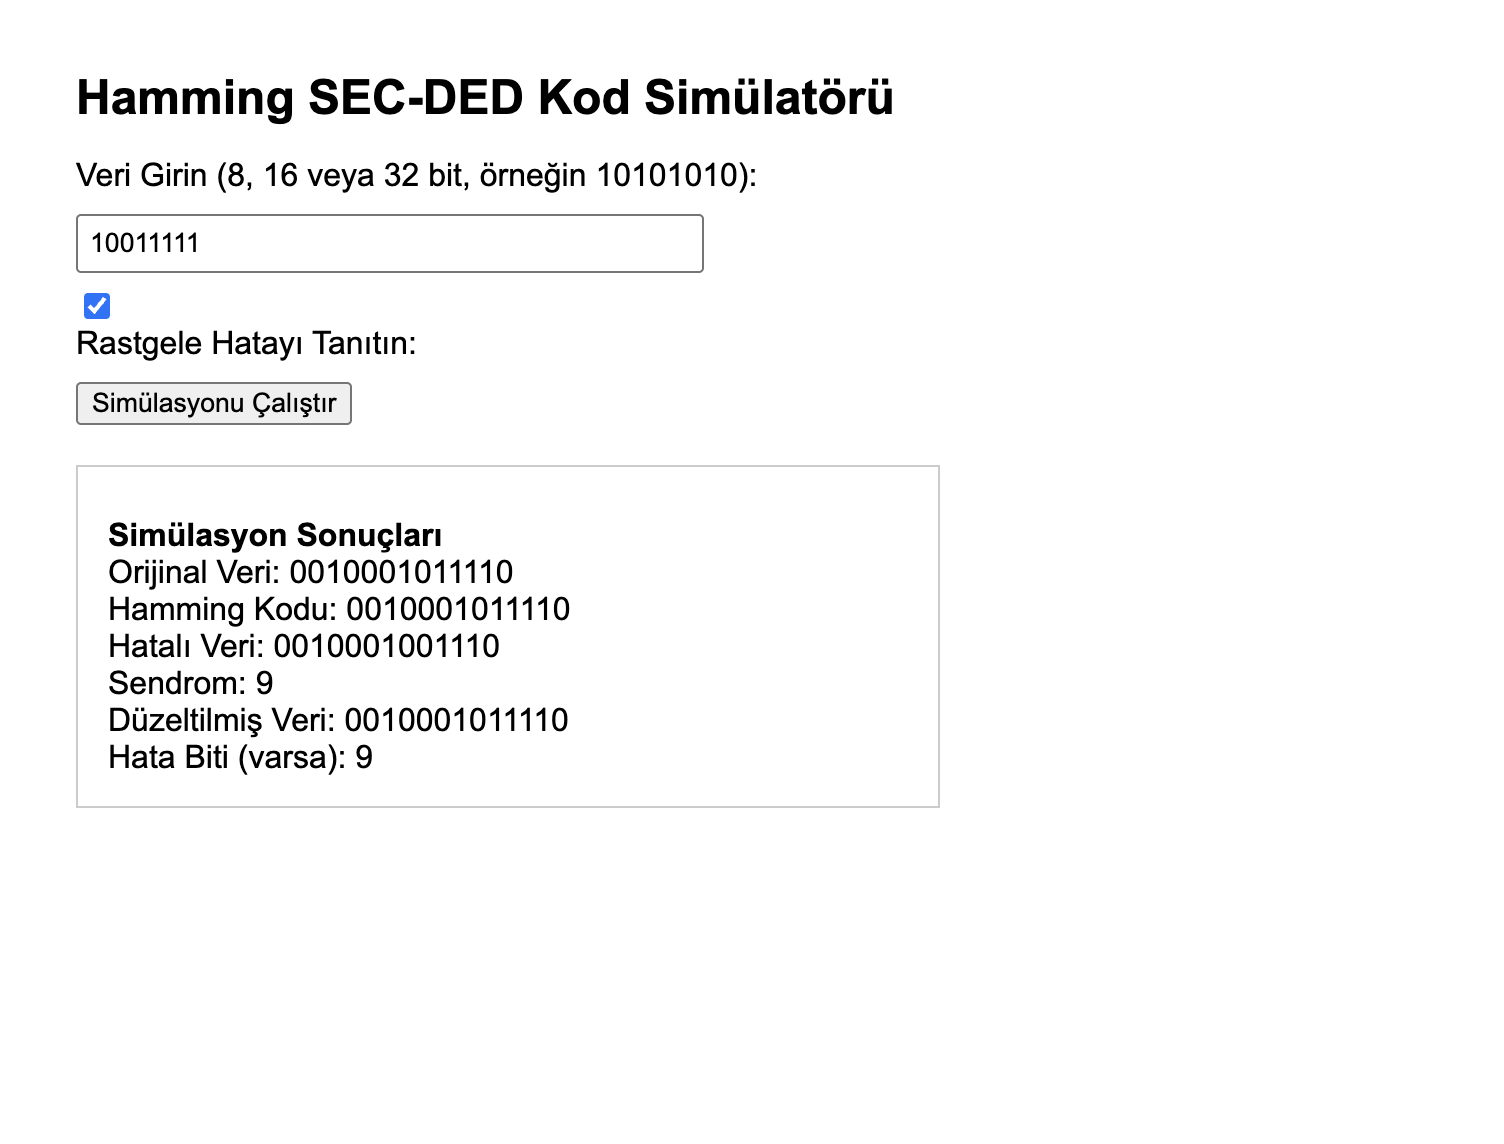 Hamming SEC-DED Kod Simülatörü
Veri Girin (8, 16 veya 32 bit, örneğin 10101010):
10011111
Rastgele Hatayı Tanıtın:
Simülasyonu Çalıştır
Simülasyon Sonuçları
Orijinal Veri: 0010001011110
Hamming Kodu: 0010001011110
Hatalı Veri: 0010001001110
Sendrom: 9
Düzeltilmiş Veri: 0010001011110
Hata Biti (varsa): 9